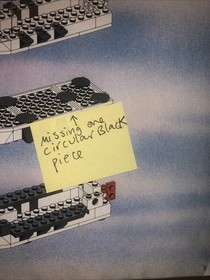 ↑
missing one
circular Black
piece